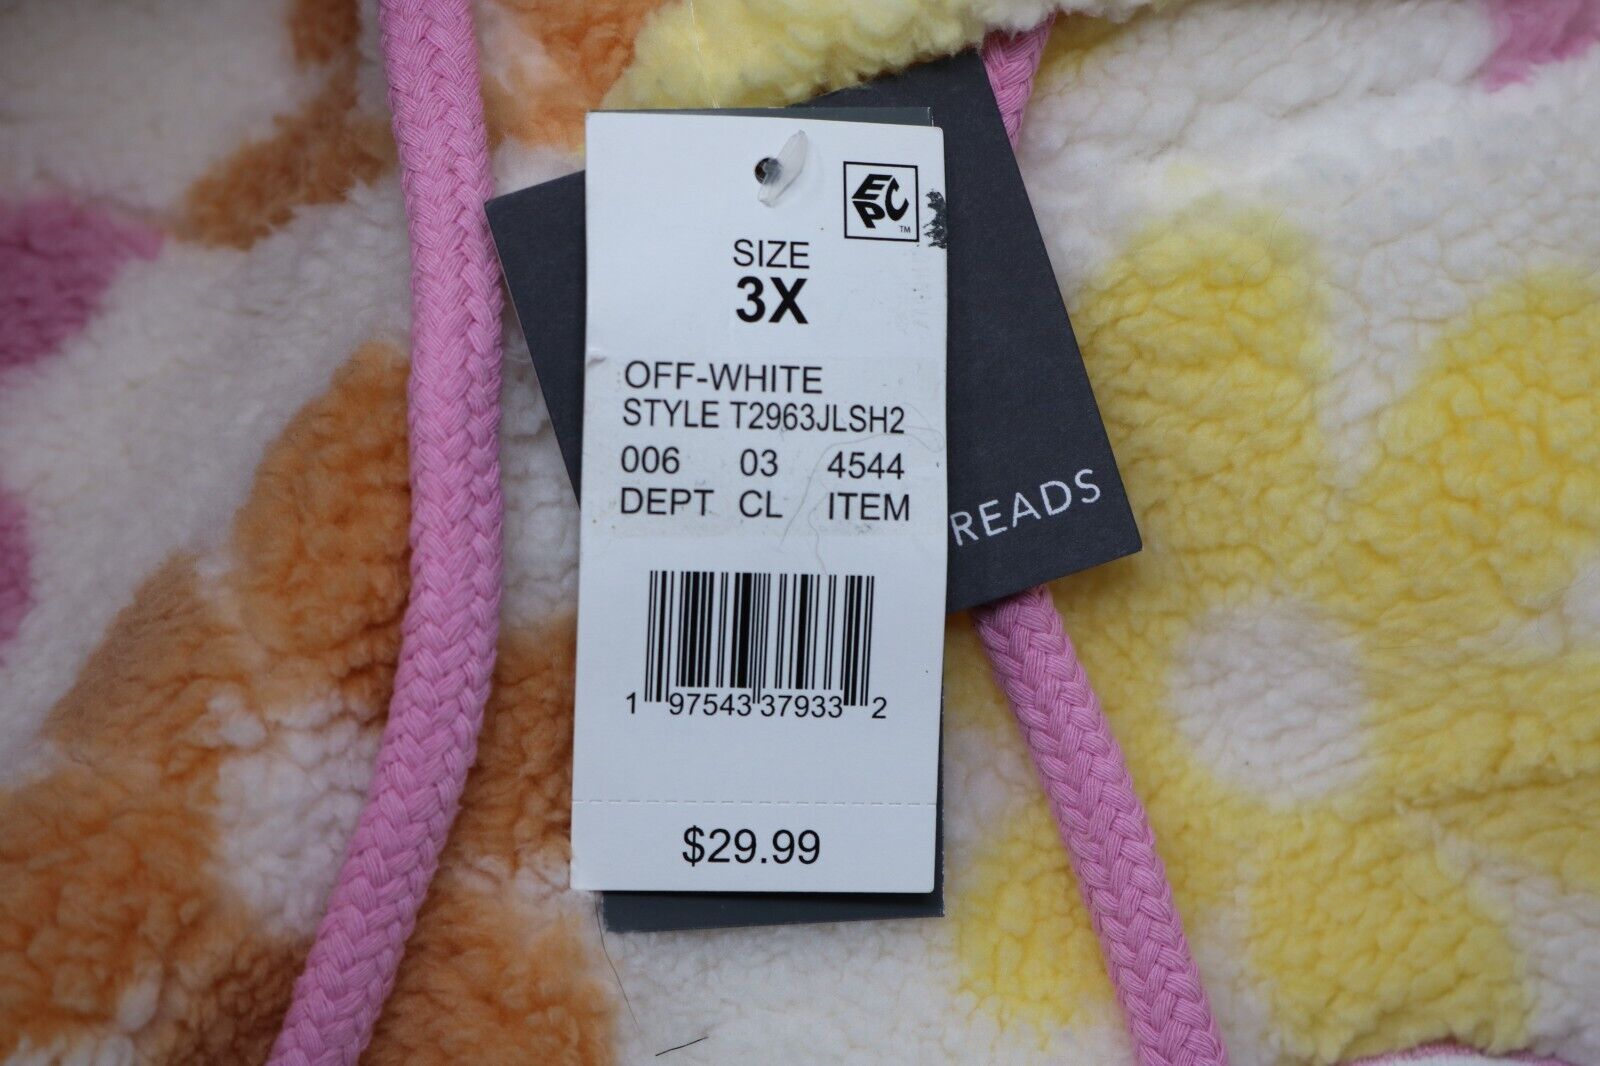 EPC
TM
SIZE
3X
OFF-WHITE
STYLE T2963JLSH2
006 03 4544
DEPT CL ITEM
READS
1 97543 37933 2
$29.99